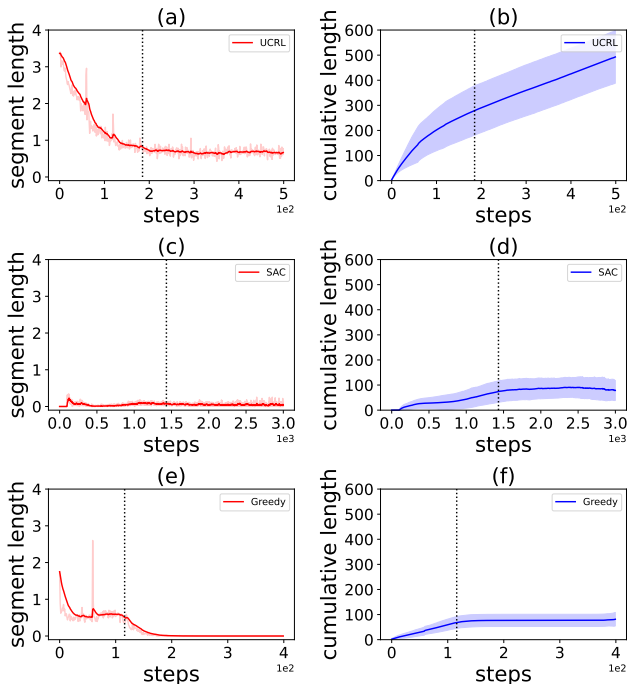 (a)
segment length
4
3
2
1
0
UCRL
0 1 2 3 4 5
1e2
steps
(b)
cumulative length
600
500
400
300
200
100
0
UCRL
0 1 2 3 4 5
1e2
steps
(c)
segment length
4
3
2
1
0
SAC
0.0 0.5 1.0 1.5 2.0 2.5 3.0
1e3
steps
(d)
cumulative length
600
500
400
300
200
100
0
SAC
0.0 0.5 1.0 1.5 2.0 2.5 3.0
1e3
steps
(e)
segment length
4
3
2
1
0
Greedy
0 1 2 3 4
1e2
steps
(f)
cumulative length
600
500
400
300
200
100
0
Greedy
0 1 2 3 4
1e2
steps